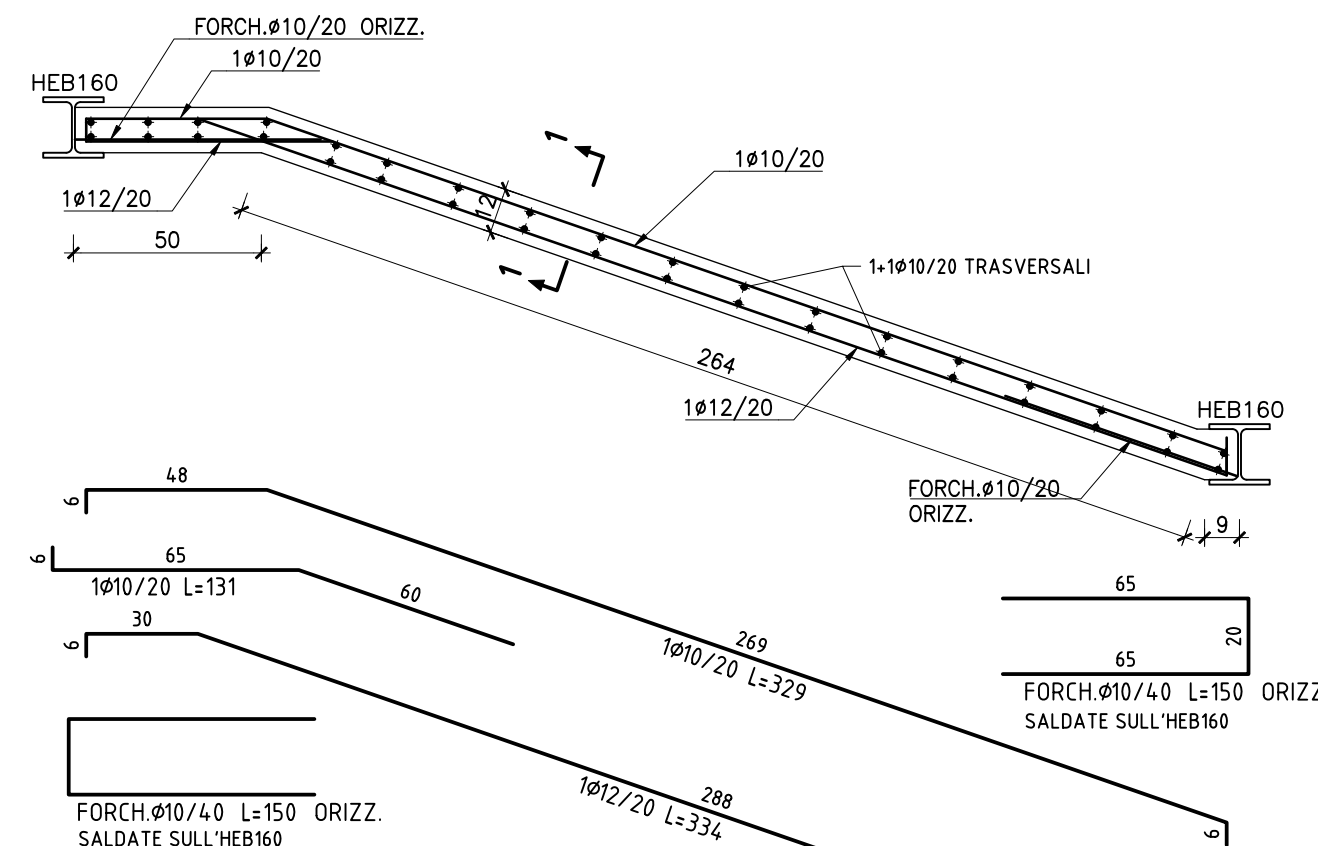 FORCH.ø10/20 ORIZZ.
1ø10/20
HEB160
1
1ø10/20
1ø12/20
12
50
1+1ø10/20 TRASVERSALI
1
264
1ø12/20
HEB160
FORCH.ø10/20
ORIZZ.
9
48
6
65
6
1ø10/20 L=131
60
30
6
269
1ø10/20 L=329
65
20
65
FORCH.ø10/40 L=150 ORIZZ
SALDATE SULL'HEB160
288
1ø12/20 L=334
6
FORCH.ø10/40 L=150 ORIZZ.
SALDATE SULL'HEB160